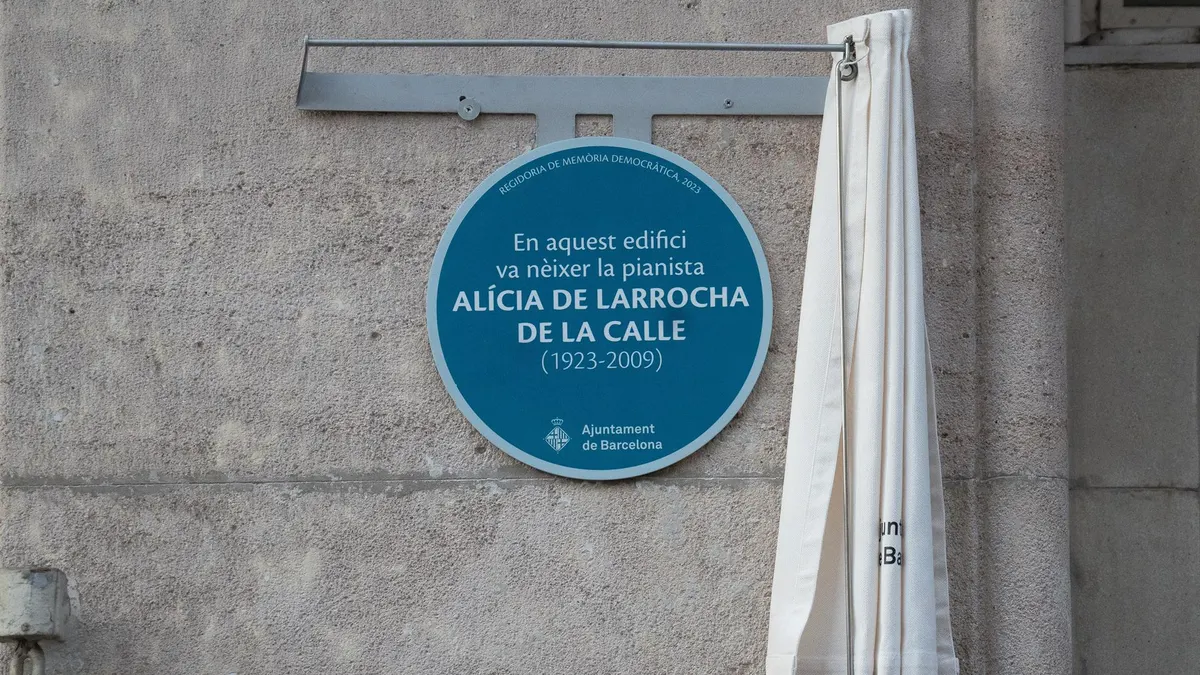 REGIDORIA DE MEMÒRIA DEMOCRÀTICA, 2023
En aquest edifici
va nèixer la pianista
ALÍCIA DE LARROCHA
DE LA CALLE
(1923-2009)
Ajuntament
de Barcelona